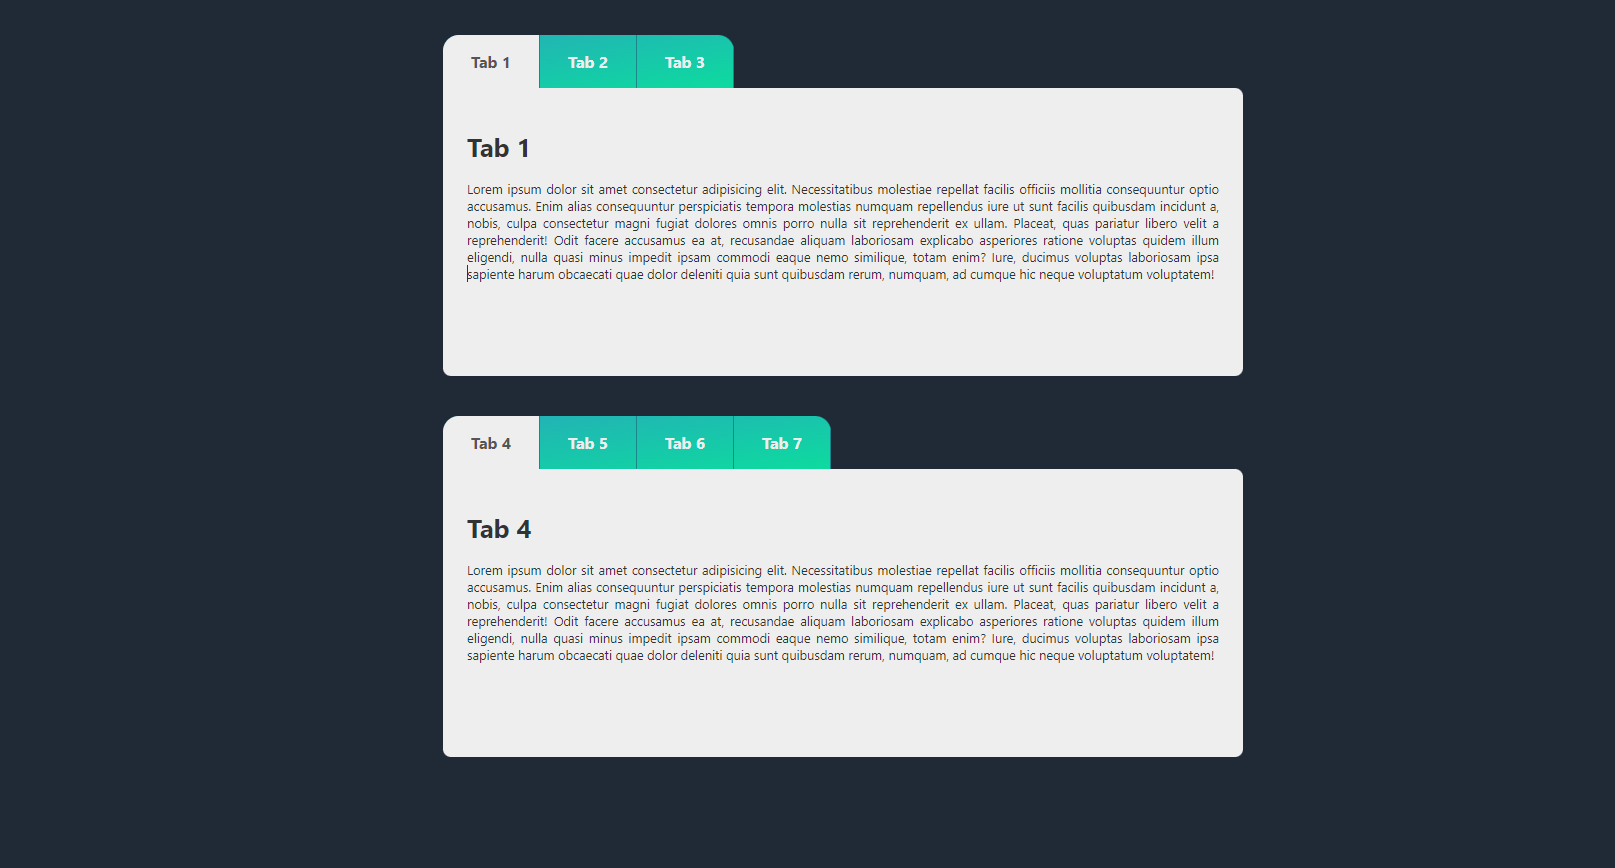 Tab 1 Tab 2 Tab 3
Tab 1
Lorem ipsum dolor sit amet consectetur adipisicing elit. Necessitatibus molestiae repellat facilis officiis mollitia consequuntur optio
accusamus. Enim alias consequuntur perspiciatis tempora molestias numquam repellendus iure ut sunt facilis quibusdam incidunt a,
nobis, culpa consectetur magni fugiat dolores omnis porro nulla sit reprehenderit ex ullam. Placeat, quas pariatur libero velit a
reprehenderit! Odit facere accusamus ea at, recusandae aliquam laboriosam explicabo asperiores ratione voluptas quidem illum
eligendi, nulla quasi minus impedit ipsam commodi eaque nemo similique, totam enim? Iure, ducimus voluptas laboriosam ipsa
sapiente harum obcaecati quae dolor deleniti quia sunt quibusdam rerum, numquam, ad cumque hic neque voluptatum voluptatem!
Tab 4 Tab 5 Tab 6 Tab 7
Tab 4
Lorem ipsum dolor sit amet consectetur adipisicing elit. Necessitatibus molestiae repellat facilis officiis mollitia consequuntur optio
accusamus. Enim alias consequuntur perspiciatis tempora molestias numquam repellendus iure ut sunt facilis quibusdam incidunt a,
nobis, culpa consectetur magni fugiat dolores omnis porro nulla sit reprehenderit ex ullam. Placeat, quas pariatur libero velit a
reprehenderit! Odit facere accusamus ea at, recusandae aliquam laboriosam explicabo asperiores ratione voluptas quidem illum
eligendi, nulla quasi minus impedit ipsam commodi eaque nemo similique, totam enim? Iure, ducimus voluptas laboriosam ipsa
sapiente harum obcaecati quae dolor deleniti quia sunt quibusdam rerum, numquam, ad cumque hic neque voluptatum voluptatem!